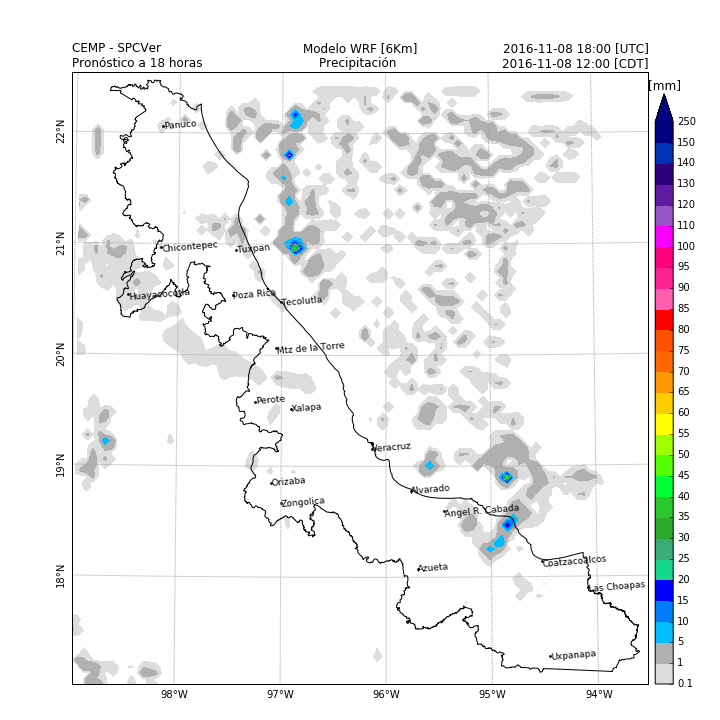 CEMP - SPCVer
Modelo WRF [6Km]
2016-11-08 18:00 [UTC]
Pronóstico a 18 horas
Precipitación
2016-11-08 12:00 [CDT]
[mm]
250
150
140
130
120
110
100
95
90
85
80
75
70
65
60
55
50
45
40
35
30
25
20
15
10
5
1
0.1
22°N
21°N
20°N
19°N
18°N
98°W
97°W
96°W
95°W
94°W
Panuco
Chicontepec
Tuxpan
Huayacocotla
Poza Rica
Tecolutla
Mtz de la Torre
Perote
Xalapa
Veracruz
Orizaba
Alvarado
Zongolica
Angel R. Cabada
Azueta
Coatzacoalcos
Las Choapas
Uxpanapa